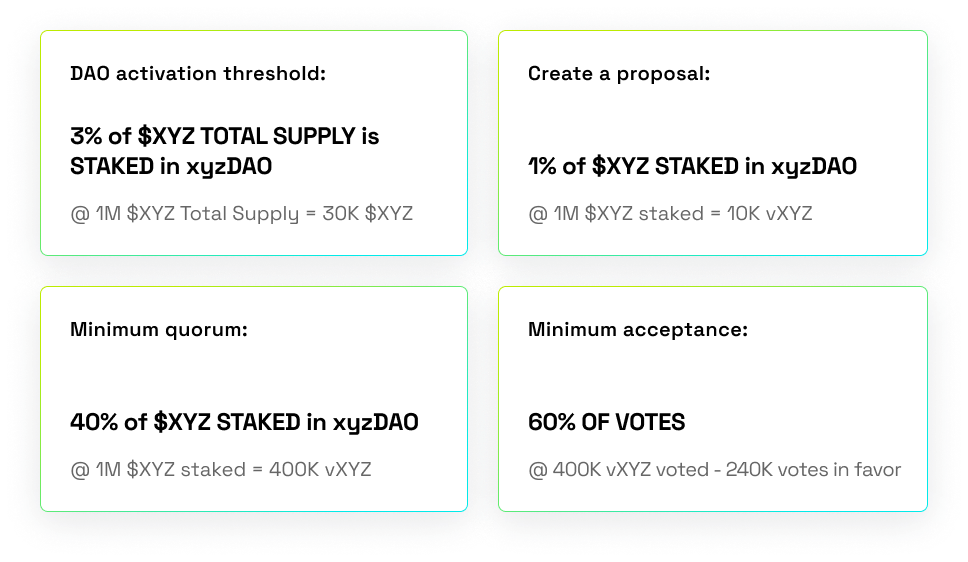 DAO activation threshold:
3% of $XYZ TOTAL SUPPLY is
STAKED in xyzDAO
@ 1M $XYZ Total Supply = 30K $XYZ
Create a proposal:
1% of $XYZ STAKED in xyzDAO
@ 1M $XYZ staked = 10K vXYZ
Minimum quorum:
40% of $XYZ STAKED in xyzDAO
@ 1M $XYZ staked = 400K vXYZ
Minimum acceptance:
60% OF VOTES
@ 400K vXYZ voted - 240K votes in favor